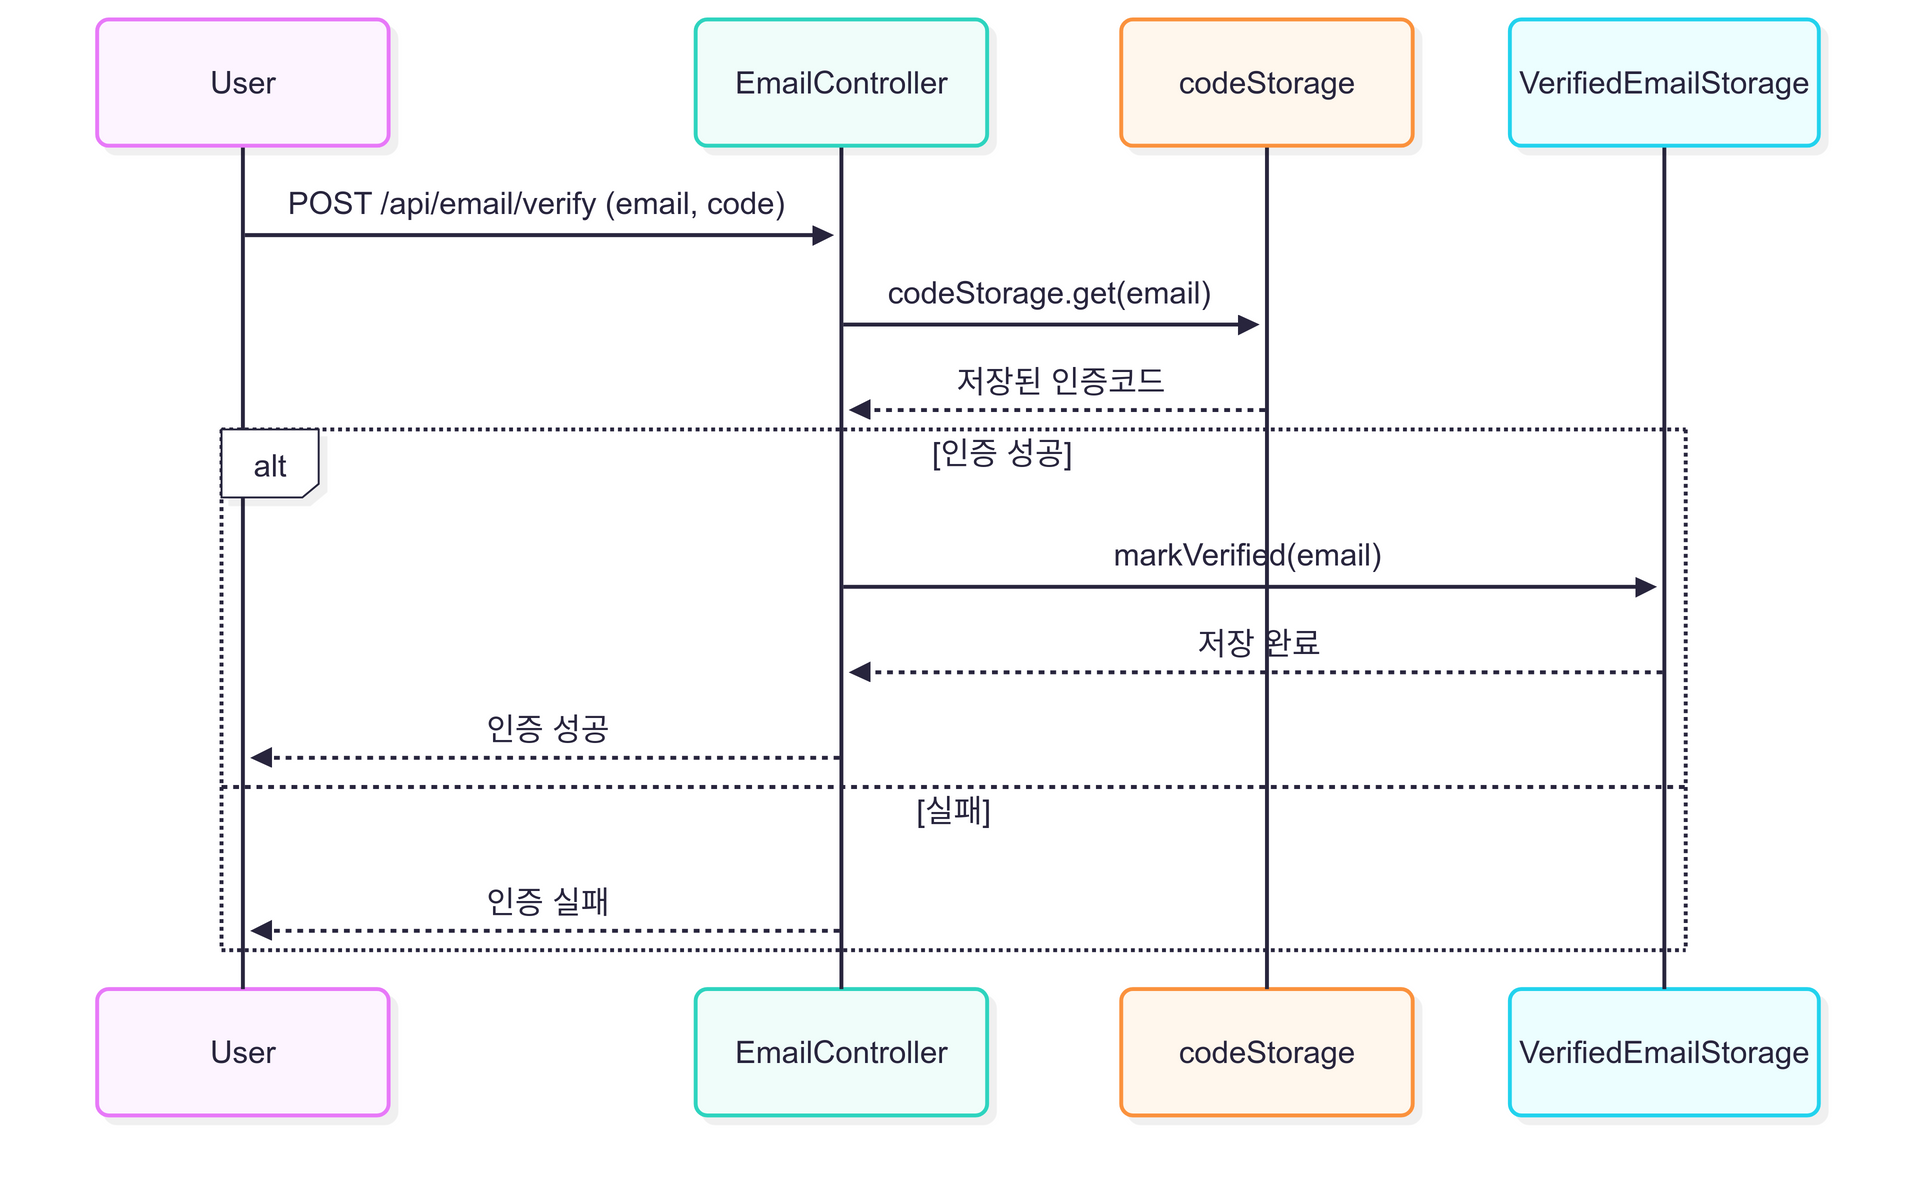 User
EmailController
codeStorage
VerifiedEmailStorage
POST /api/email/verify (email, code)
codeStorage.get(email)
저장된 인증코드
alt
[인증 성공]
markVerified(email)
저장 완료
인증 성공
[실패]
인증 실패
User
EmailController
codeStorage
VerifiedEmailStorage